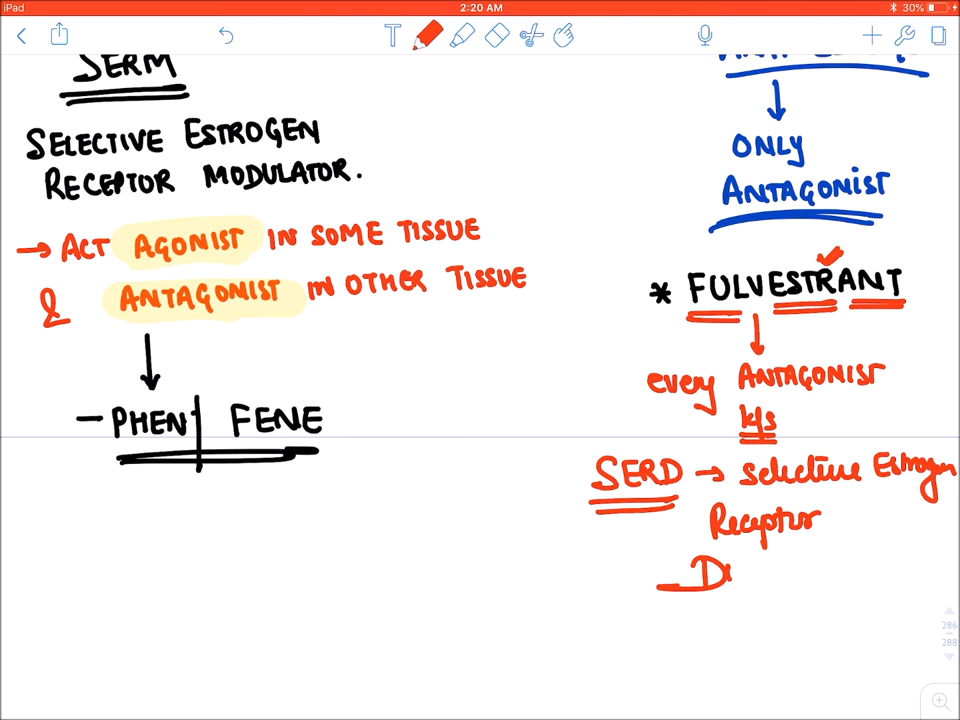 iPad
2:20 AM
30%
T
SERM
SELECTIVE ESTROGEN
RECEPTOR MODULATOR.
→ ACT AGONIST IN SOME TISSUE
& ANTAGONIST IN OTHER TISSUE
- PHEN | FENE
ONLY
ANTAGONIST
* FULVESTRANT
every ANTAGONIST
k/s
SERD → selective Estrogen
Receptor
D
286
288